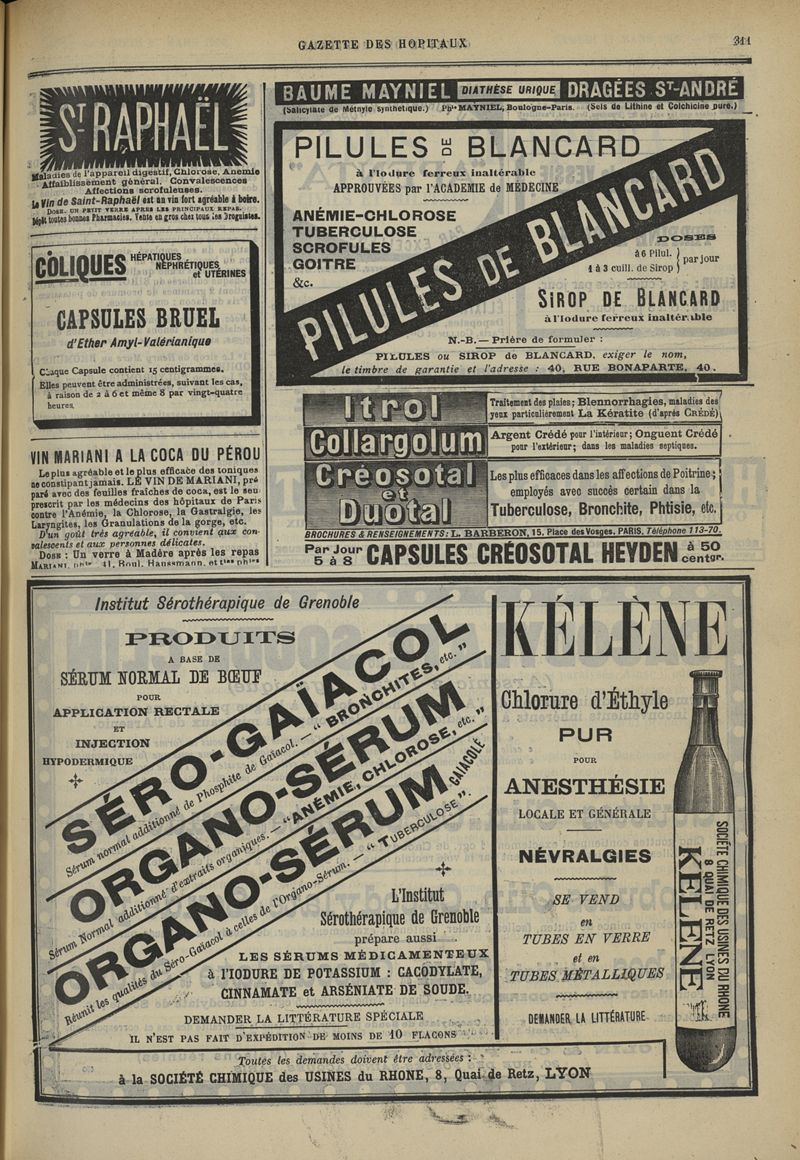 GAZETTE DES HOPITAUX
311
ST RAPHAËL
Maladies de l'appareil digestif, Chlorose, Anémie
Affaiblissement général. Convalescences
Affections scrofuleuses.
Le Vin de Saint-Raphaël est un vin fort agréable à boire.
DOSE. UN PETIT VERRE APRÈS LES PRINCIPAUX REPAS.
Dépôt toutes bonnes Pharmacies. Vente en gros chez tous les Droguistes.
COLIQUES HÉPATIQUES
NÉPHRÉTIQUES
et UTÉRINES
CAPSULES BRUEL
d'Ether Amyl-Valérianique
Chaque Capsule contient 15 centigrammes.
Elles peuvent être administrées, suivant les cas,
à raison de 2 à 6 et même 8 par vingt-quatre
heures.
VIN MARIANI A LA COCA DU PÉROU
Le plus agréable et le plus efficace des toniques
ne constipant jamais. LE VIN DE MARIANI, pré
paré avec des feuilles fraîches de coca, est le seul
prescrit par les médecins des hôpitaux de Paris
contre l'Anémie, la Chlorose, la Gastralgie, les
Laryngites, les Granulations de la gorge, etc.
D'un goût très agréable, il convient aux con-
valescents et aux personnes délicates.
DOSE : Un verre à Madère après les repas
MARIANI, phien 41, Boul. Haussmann, et ttes phies
BAUME MAYNIEL DIATHÈSE URIQUE DRAGÉES ST-ANDRÉ
(Salicylate de Méthyle synthétique.) Phie MAYNIEL, Boulogne-Paris. (Sels de Lithine et Colchicine pure.)
PILULES DE BLANCARD
à l'Iodure ferreux inaltérable
APPROUVÉES par l'ACADÉMIE de MÉDECINE
ANÉMIE-CHLOROSE
TUBERCULOSE
SCROFULES
GOITRE
&c.
PILULES DE BLANCARD
DOSES
à 6 Pilul.
1 à 3 cuill. de Sirop
par jour
SIROP DE BLANCARD
à l'Iodure ferreux inaltérable
N.-B. — Prière de formuler :
PILULES ou SIROP de BLANCARD, exiger le nom,
le timbre de garantie et l'adresse : 40, RUE BONAPARTE, 40.
Itrol
Traitement des plaies; Blennorrhagies, maladies des
yeux particulièrement La Kératite (d'après CRÉDÉ)
Collargolum
Argent Crédé pour l'intérieur; Onguent Crédé
pour l'extérieur; dans les maladies septiques.
Créosotal
et
Duotal
Les plus efficaces dans les affections de Poitrine;
employés avec succès certain dans la
Tuberculose, Bronchite, Phtisie, etc.
BROCHURES & RENSEIGNEMENTS: L. BARBERON, 15, Place des Vosges, PARIS. Téléphone 113-70.
Par Jour
5 à 8 CAPSULES CRÉOSOTAL HEYDEN à 50
centgr.
Institut Sérothérapique de Grenoble
PRODUITS
A BASE DE
SÉRUM NORMAL DE BŒUF
POUR
APPLICATION RECTALE
ET
INJECTION
HYPODERMIQUE
SÉRO-GAÏACOL
Sérum normal additionné de Phosphite de Gaïacol. — "BRONCHITES, etc."
ORGANO-SÉRUM
Sérum Normal additionné d'extraits organiques. — "ANÉMIE, CHLOROSE, etc."
ORGANO-SÉRUM GAÏACOLÉ
Réunit les qualités du Séro-Gaïacol à celles de l'Organo-Sérum. — "TUBERCULOSE".
L'Institut
Sérothérapique de Grenoble
prépare aussi
LES SÉRUMS MÉDICAMENTEUX
à l'IODURE DE POTASSIUM : CACODYLATE,
CINNAMATE et ARSÉNIATE DE SOUDE.
DEMANDER LA LITTÉRATURE SPÉCIALE
IL N'EST PAS FAIT D'EXPÉDITION DE MOINS DE 10 FLACONS
KÉLÈNE
Chlorure d'Éthyle
PUR
POUR
ANESTHÉSIE
LOCALE ET GÉNÉRALE
NÉVRALGIES
SE VEND
en
TUBES EN VERRE
et en
TUBES MÉTALLIQUES
DEMANDER LA LITTÉRATURE
SOCIÉTÉ CHIMIQUE DES USINES DU RHONE
8 QUAI DE RETZ LYON
KELENE
Toutes les demandes doivent être adressées :
à la SOCIÉTÉ CHIMIQUE des USINES du RHONE, 8, Quai de Retz, LYON